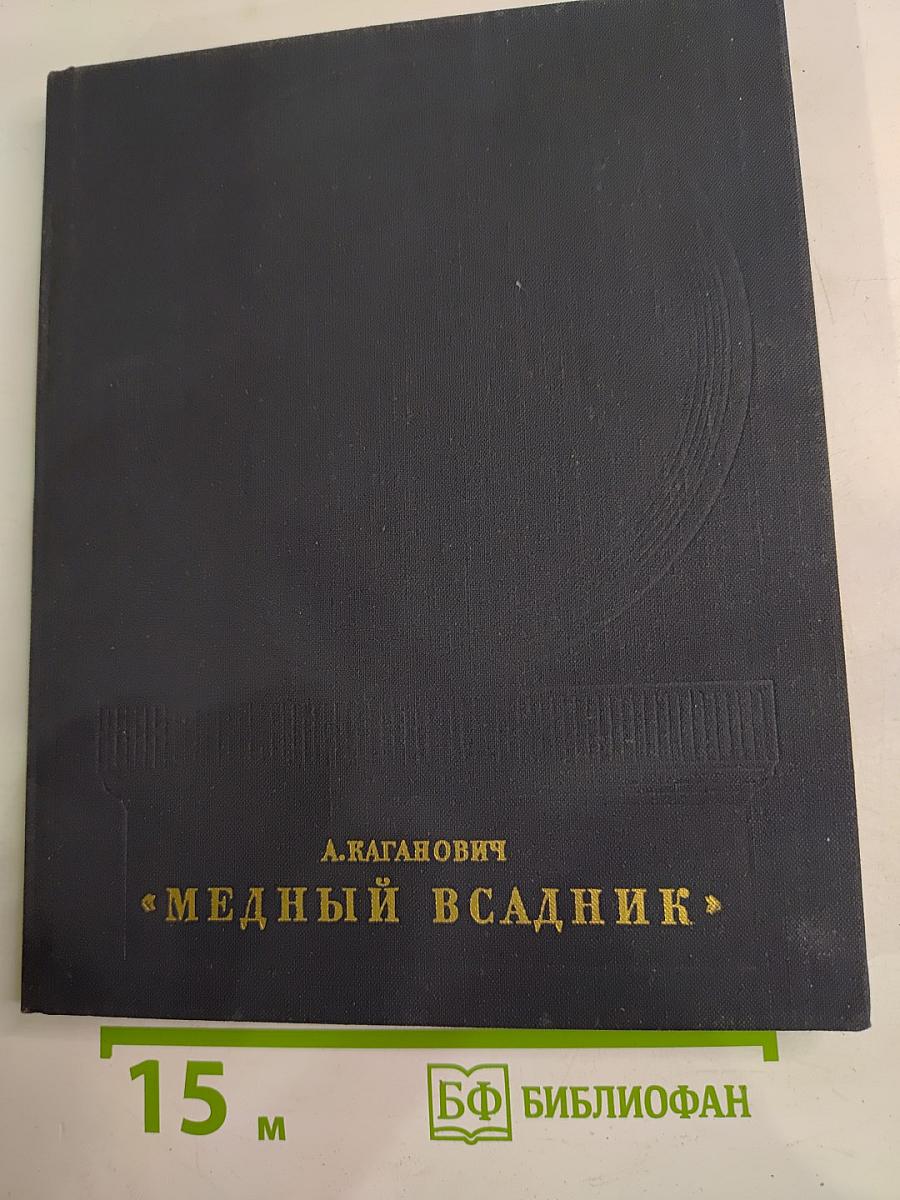 А.КАГАНОВИЧ
«МЕДНЫЙ ВСАДНИК»
15 м
БФ БИБЛИОФАН